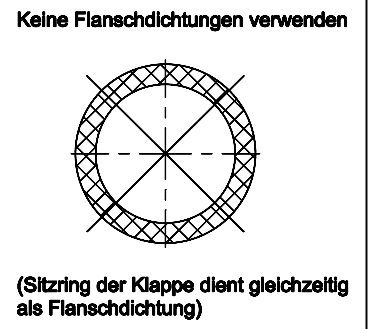 Keine Flanschdichtungen verwenden
(Sitzring der Klappe dient gleichzeitig
als Flanschdichtung)